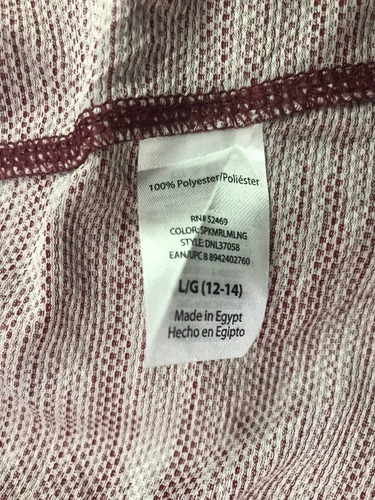 100% Polyester/Poliéster
RN# 52469
COLOR:SPKMRLMLNG
STYLE: DNL37058
EAN/UPC 8 8942402760
L/G (12-14)
Made in Egypt
Hecho en Egipto